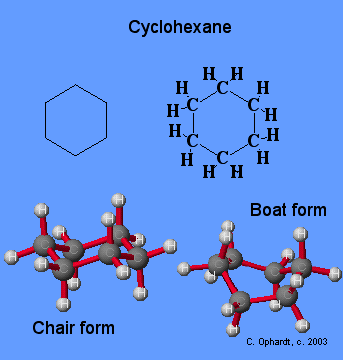 Cyclohexane
H H
H C H
H C C H
H C C H
H C H
H H
Boat form
Chair form
C. Ophardt, c. 2003